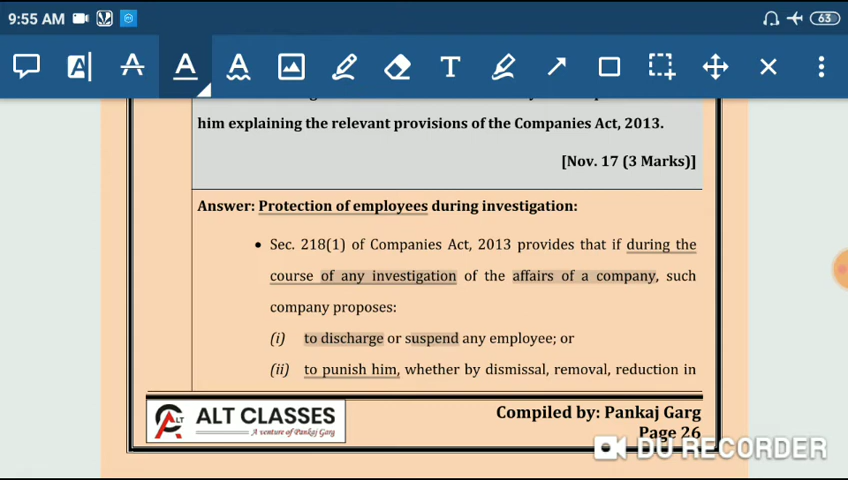 9:55 AM
63
him explaining the relevant provisions of the Companies Act, 2013.
[Nov. 17 (3 Marks)]
Answer: Protection of employees during investigation:
• Sec. 218(1) of Companies Act, 2013 provides that if during the
course of any investigation of the affairs of a company, such
company proposes:
(i) to discharge or suspend any employee; or
(ii) to punish him, whether by dismissal, removal, reduction in
ALT
ALT CLASSES
A venture of Pankaj Garg
Compiled by: Pankaj Garg
Page 26
DU RECORDER